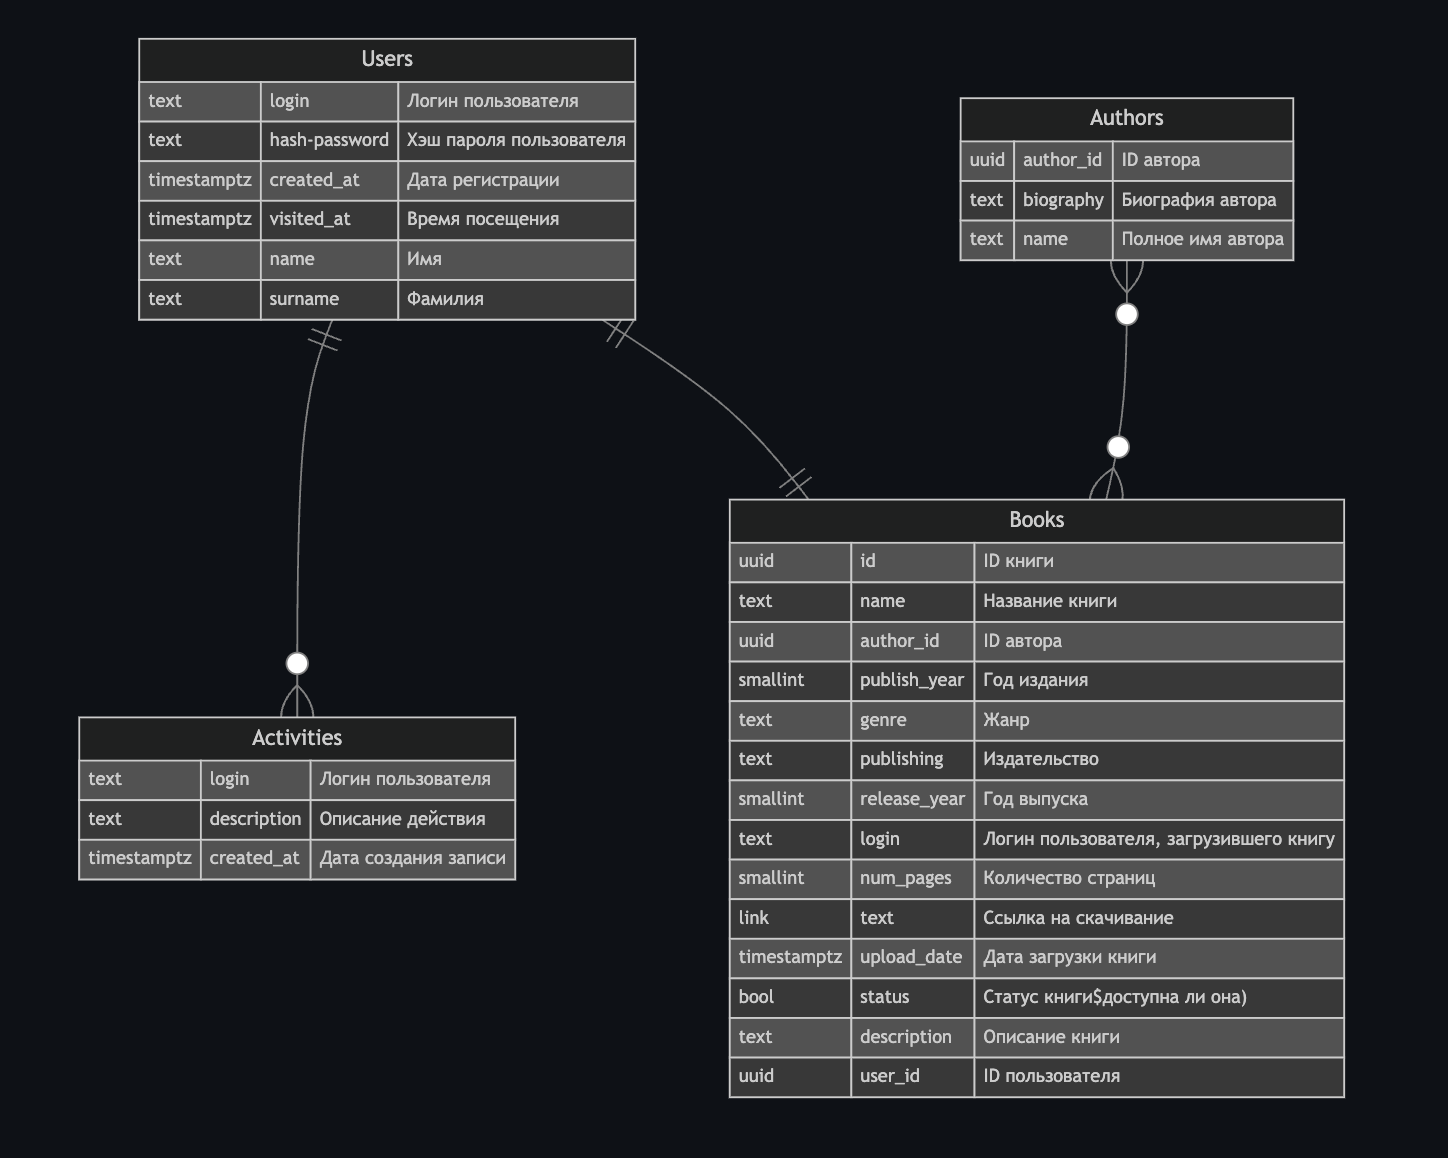 Users
text login Логин пользователя
text hash-password Хэш пароля пользователя
timestamptz created_at Дата регистрации
timestamptz visited_at Время посещения
text name Имя
text surname Фамилия
Authors
uuid author_id ID автора
text biography Биография автора
text name Полное имя автора
Books
uuid id ID книги
text name Название книги
uuid author_id ID автора
smallint publish_year Год издания
text genre Жанр
text publishing Издательство
smallint release_year Год выпуска
text login Логин пользователя, загрузившего книгу
smallint num_pages Количество страниц
link text Ссылка на скачивание
timestamptz upload_date Дата загрузки книги
bool status Статус книги$доступна ли она)
text description Описание книги
uuid user_id ID пользователя
Activities
text login Логин пользователя
text description Описание действия
timestamptz created_at Дата создания записи